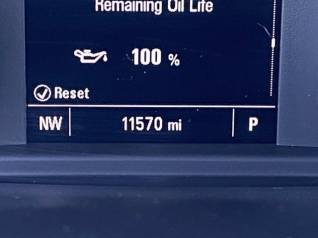 Remaining Oil Life
100 %
Reset
NW 11570 mi P